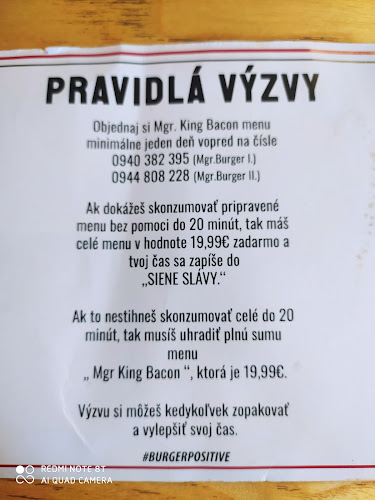 PRAVIDLÁ VÝZVY
Objednaj si Mgr. King Bacon menu
minimálne jeden deň vopred na čísle
0940 382 395 (Mgr.Burger I.)
0944 808 228 (Mgr.Burger II.)
Ak dokážeš skonzumovať pripravené
menu bez pomoci do 20 minút, tak máš
celé menu v hodnote 19,99€ zadarmo a
tvoj čas sa zapíše do
„SIENE SLÁVY.“
Ak to nestihneš skonzumovať celé do 20
minút, tak musíš uhradiť plnú sumu
menu
„ Mgr King Bacon “, ktorá je 19,99€.
Výzvu si môžeš kedykoľvek zopakovať
a vylepšiť svoj čas.
#BURGERPOSITIVE
REDMI NOTE 8T
AI QUAD CAMERA